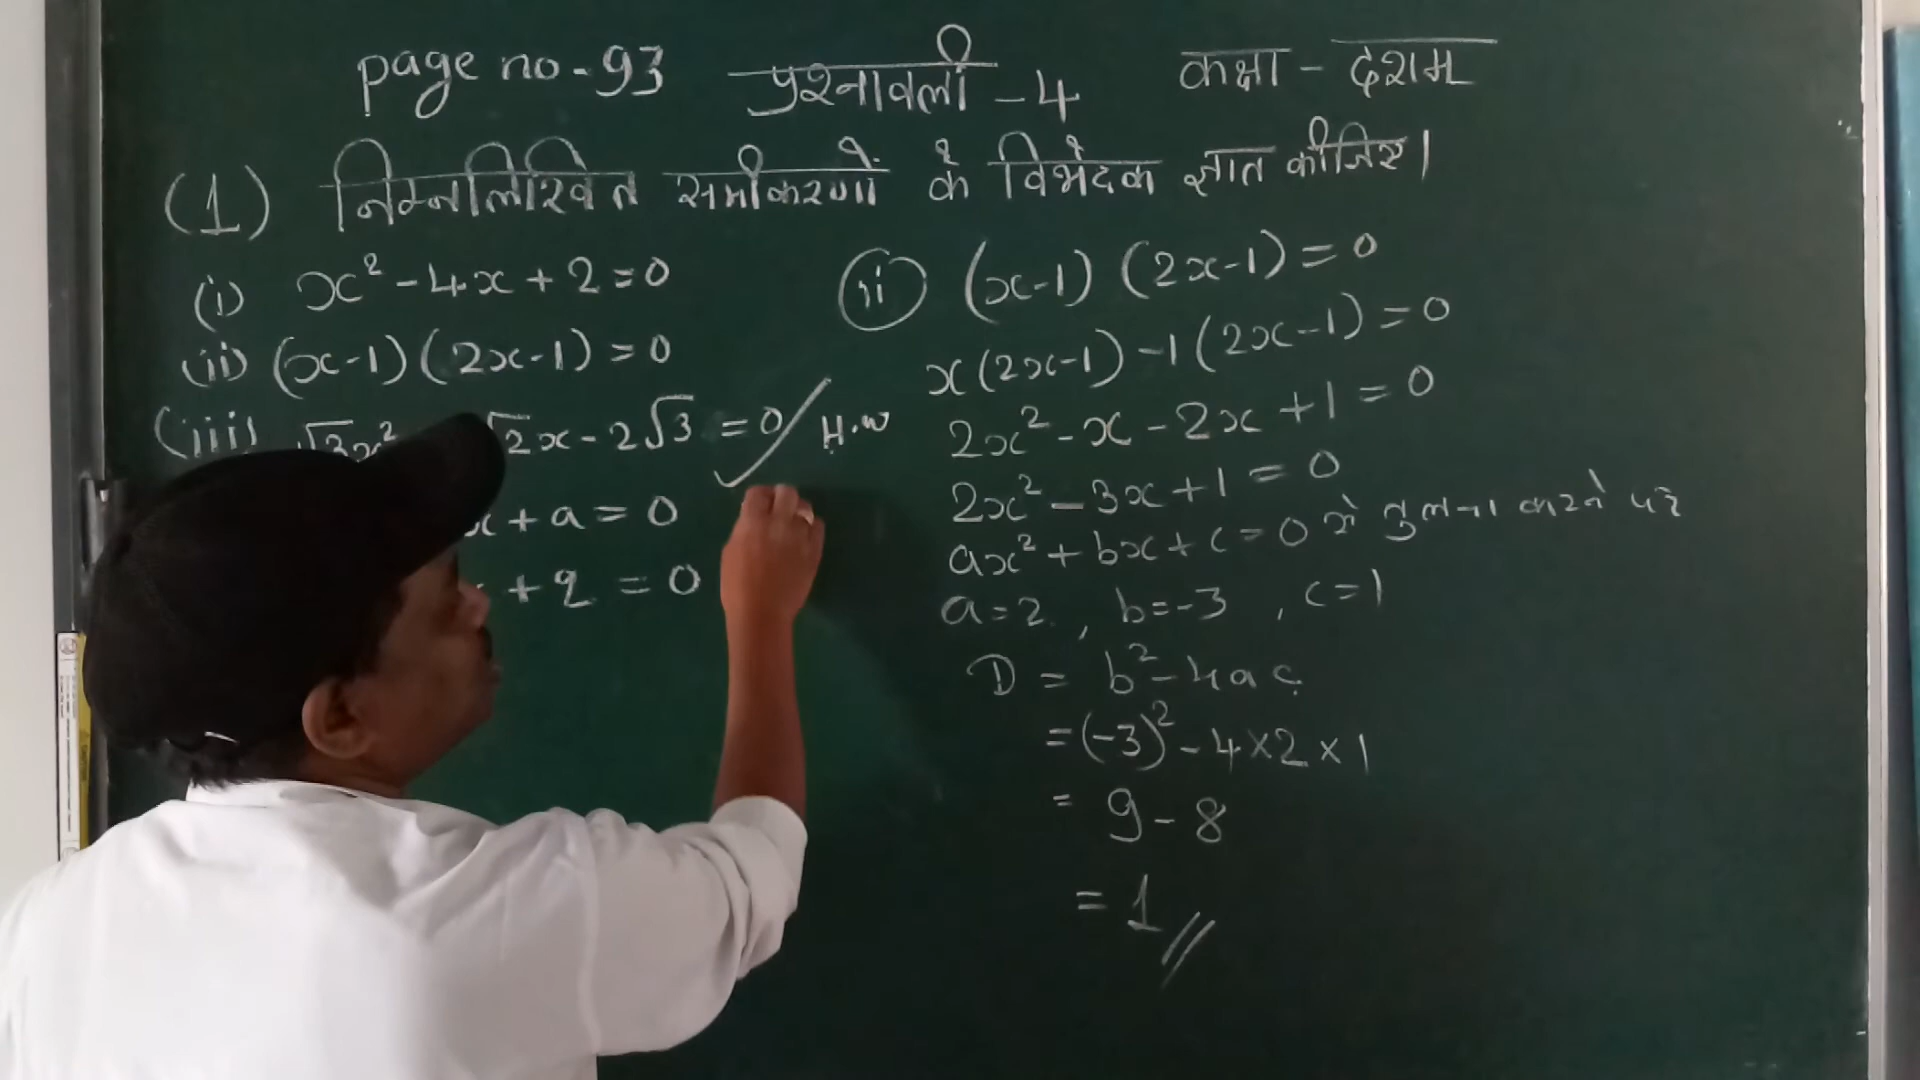 page no-93 प्रश्नावली - 4 कक्षा - दशम
(1) निम्नलिखित समीकरणों के विभेदक ज्ञात कीजिए।
(i) x² - 4x + 2 = 0
(ii) (x-1)(2x-1) = 0
(iii) √3x² √2x - 2√3 = 0 H.W
x + a = 0
+ q = 0
(ii) (x-1) (2x-1) = 0
x(2x-1) -1(2x-1) = 0
2x² - x - 2x + 1 = 0
2x² - 3x + 1 = 0
ax² + bx + c = 0 से तुलना करने पर
a = 2, b = -3, c = 1
D = b² - 4ac
= (-3)² - 4×2×1
= 9 - 8
= 1